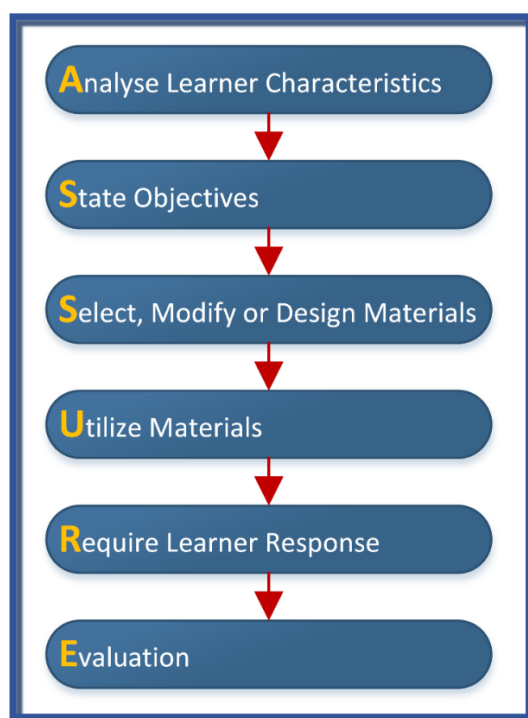 Analyse Learner Characteristics
State Objectives
Select, Modify or Design Materials
Utilize Materials
Require Learner Response
Evaluation